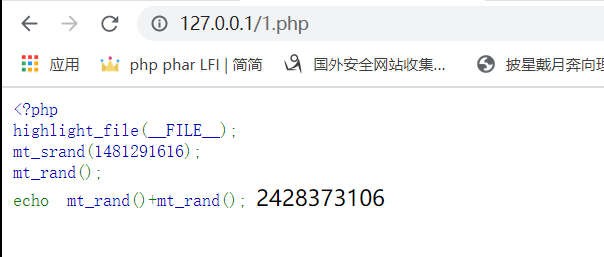 127.0.0.1/1.php
应用 php phar LFI | 简简 国外安全网站收集... 披星戴月奔向理
<?php
highlight_file(__FILE__);
mt_srand(1481291616);
mt_rand();
echo  mt_rand()+mt_rand(); 2428373106